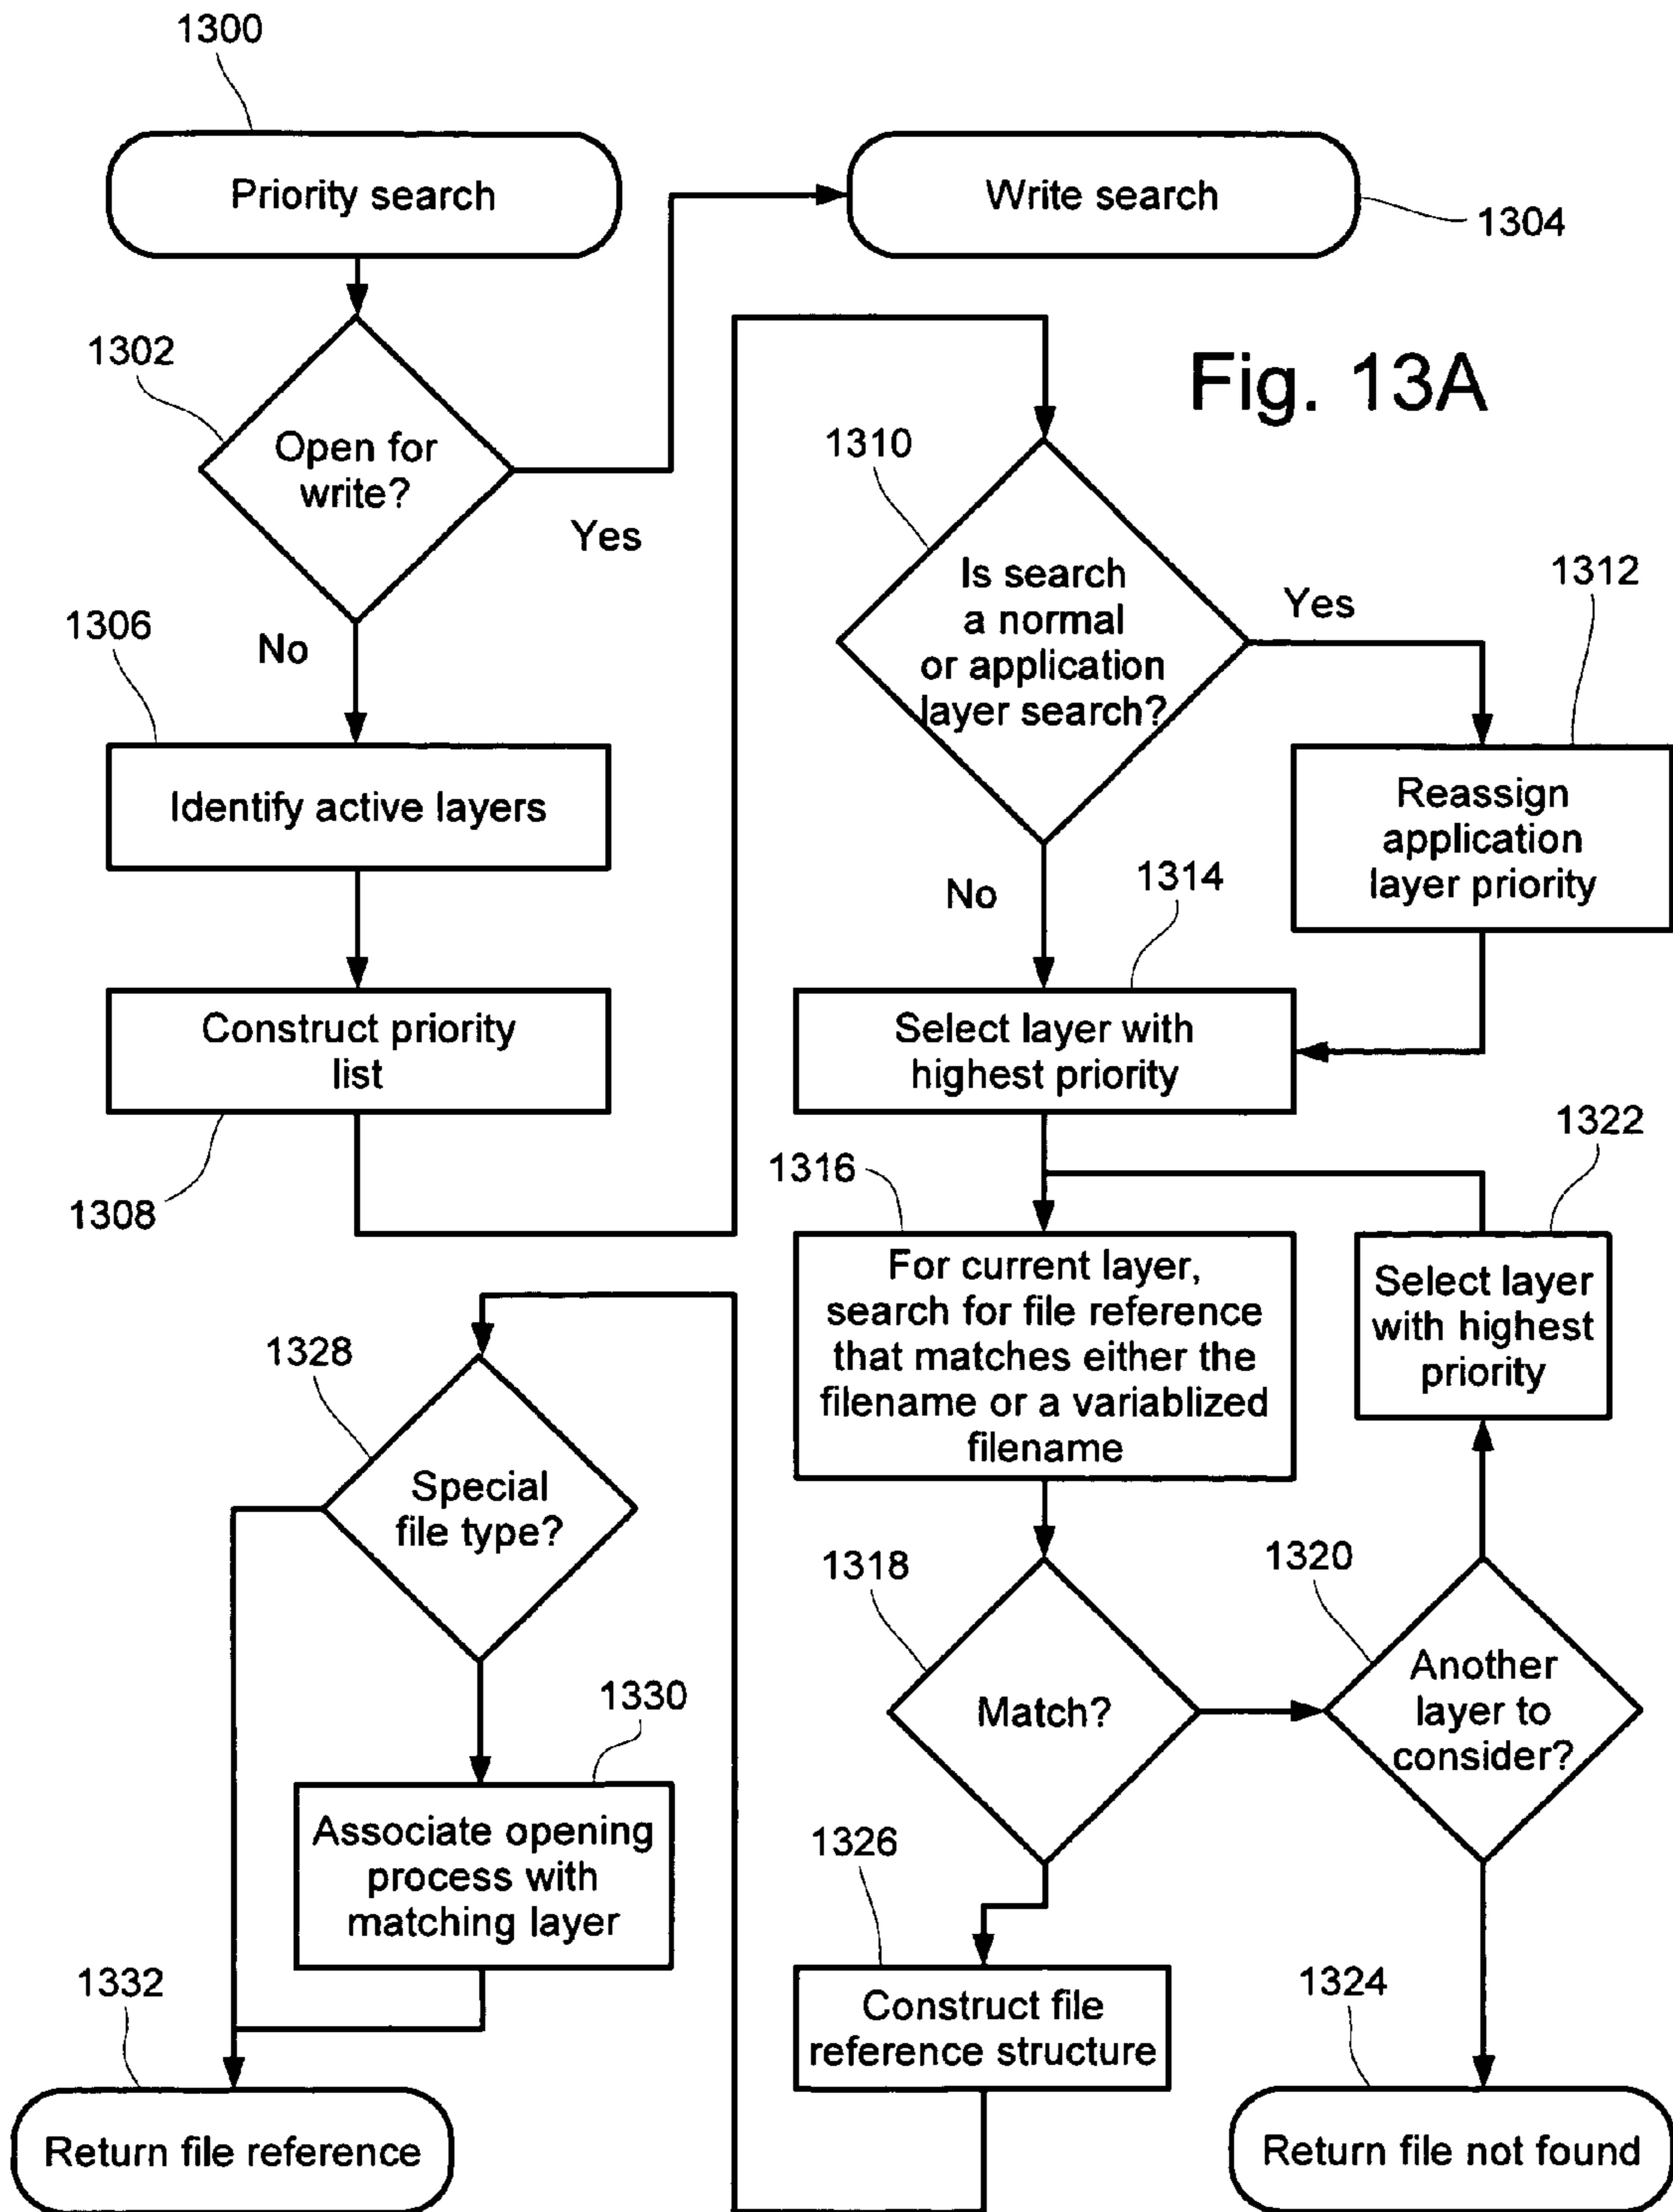 1300
Priority search
Write search
1304
Fig. 13A
1302
Open for
write?
Yes
No
1306
Identify active layers
Construct priority
list
1308
1310
Is search
a normal
or application
layer search?
Yes
1312
Reassign
application
layer priority
No
1314
Select layer with
highest priority
1316
For current layer,
search for file reference
that matches either the
filename or a variablized
filename
1322
Select layer
with highest
priority
1318
Match?
1320
Another
layer to
consider?
1324
Return file not found
1326
Construct file
reference structure
1328
Special
file type?
1330
Associate opening
process with
matching layer
1332
Return file reference